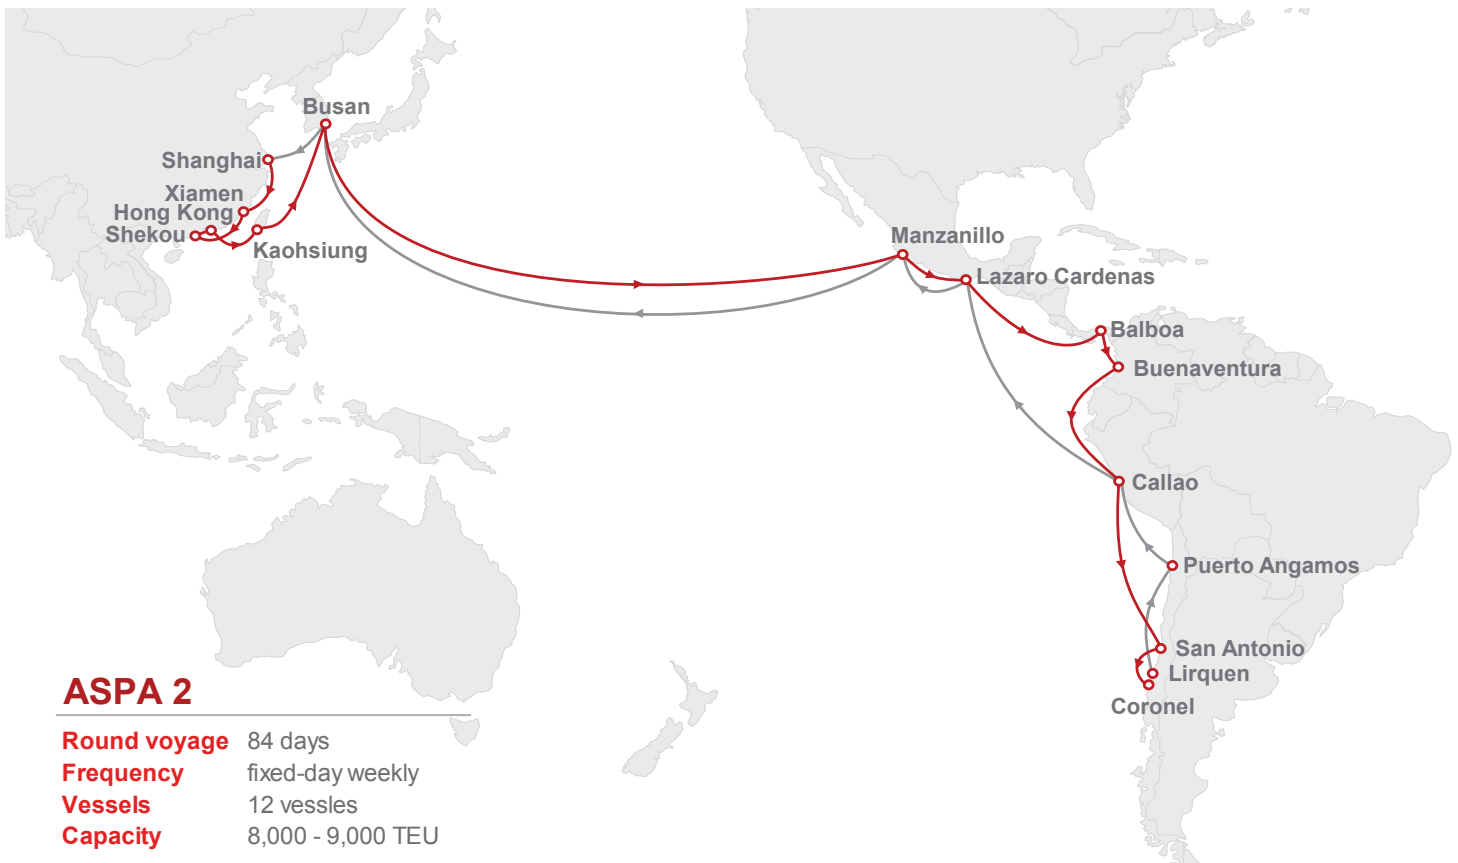 Busan
Shanghai
Xiamen
Hong Kong
Shekou
Kaohsiung
Manzanillo
Lazaro Cardenas
Balboa
Buenaventura
Callao
Puerto Angamos
San Antonio
Lirquen
Coronel
ASPA 2
Round voyage 84 days
Frequency fixed-day weekly
Vessels 12 vessles
Capacity 8,000 - 9,000 TEU